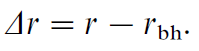 Δr = r − r_bh.